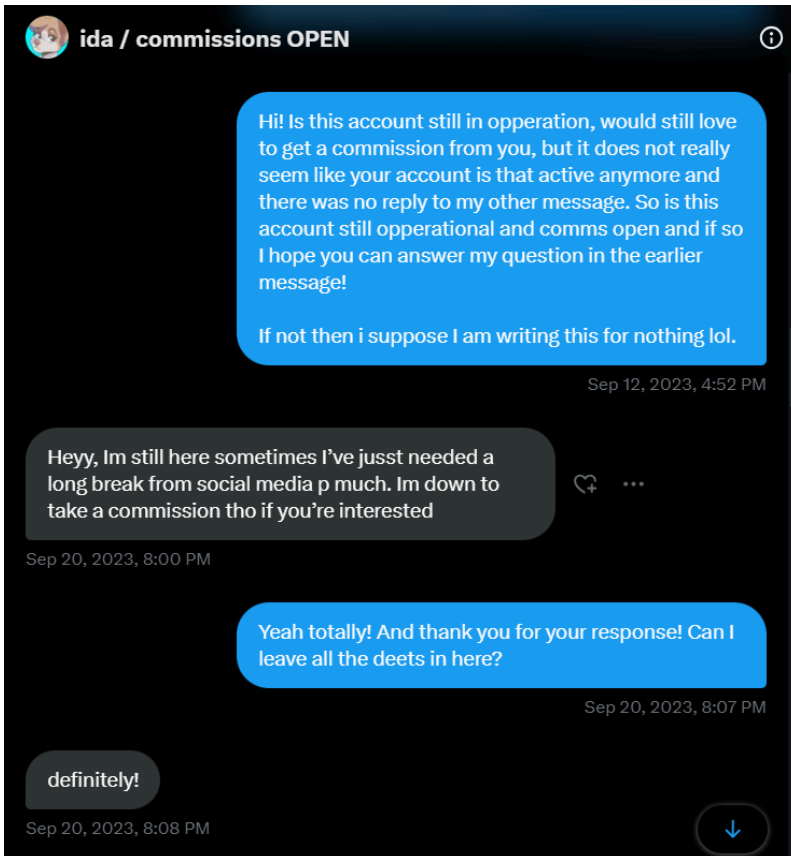 ida / commissions OPEN
Hi! Is this account still in opperation, would still love
to get a commission from you, but it does not really
seem like your account is that active anymore and
there was no reply to my other message. So is this
account still opperational and comms open and if so
I hope you can answer my question in the earlier
message!
If not then i suppose I am writing this for nothing lol.
Sep 12, 2023, 4:52 PM
Heyy, Im still here sometimes I’ve jusst needed a
long break from social media p much. Im down to
take a commission tho if you’re interested
Sep 20, 2023, 8:00 PM
Yeah totally! And thank you for your response! Can I
leave all the deets in here?
Sep 20, 2023, 8:07 PM
definitely!
Sep 20, 2023, 8:08 PM